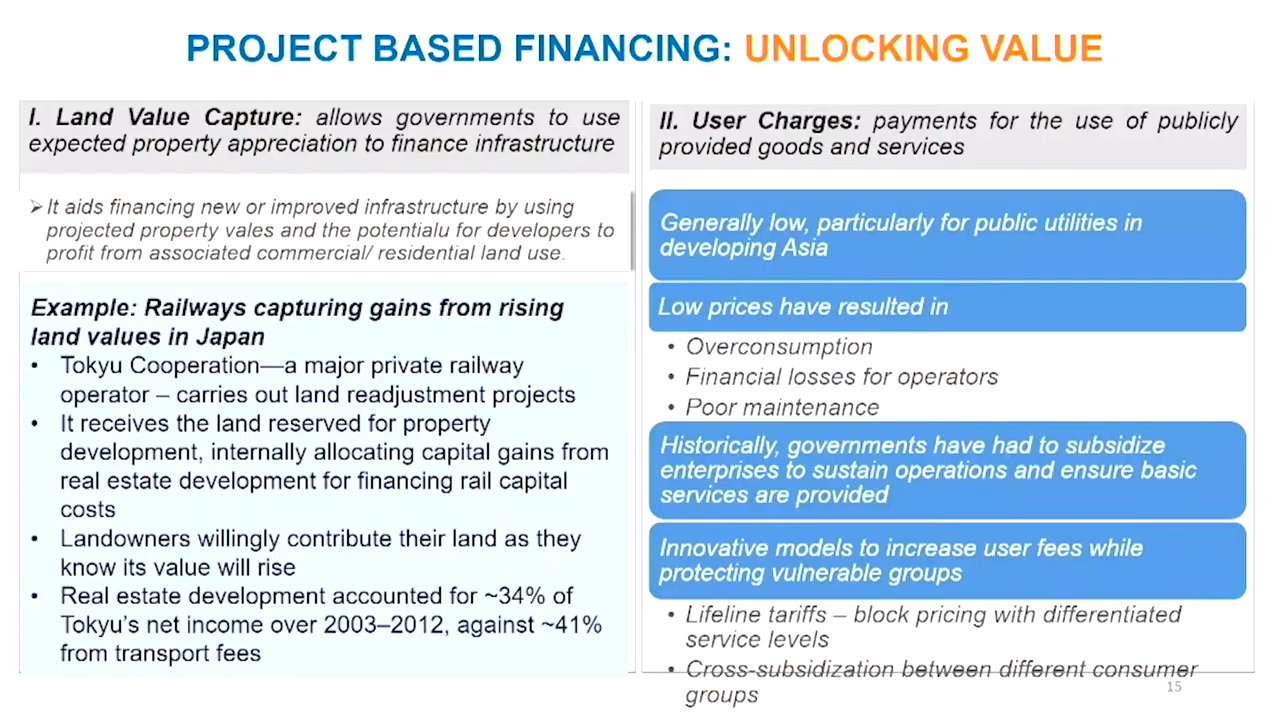 PROJECT BASED FINANCING: UNLOCKING VALUE
I. Land Value Capture: allows governments to use
expected property appreciation to finance infrastructure
➢It aids financing new or improved infrastructure by using
projected property vales and the potentialu for developers to
profit from associated commercial/ residential land use.
Example: Railways capturing gains from rising
land values in Japan
• Tokyu Cooperation—a major private railway
operator – carries out land readjustment projects
• It receives the land reserved for property
development, internally allocating capital gains from
real estate development for financing rail capital
costs
• Landowners willingly contribute their land as they
know its value will rise
• Real estate development accounted for ~34% of
Tokyu's net income over 2003–2012, against ~41%
from transport fees
II. User Charges: payments for the use of publicly
provided goods and services
Generally low, particularly for public utilities in
developing Asia
Low prices have resulted in
• Overconsumption
• Financial losses for operators
• Poor maintenance
Historically, governments have had to subsidize
enterprises to sustain operations and ensure basic
services are provided
Innovative models to increase user fees while
protecting vulnerable groups
• Lifeline tariffs – block pricing with differentiated
service levels
• Cross-subsidization between different consumer
groups
15